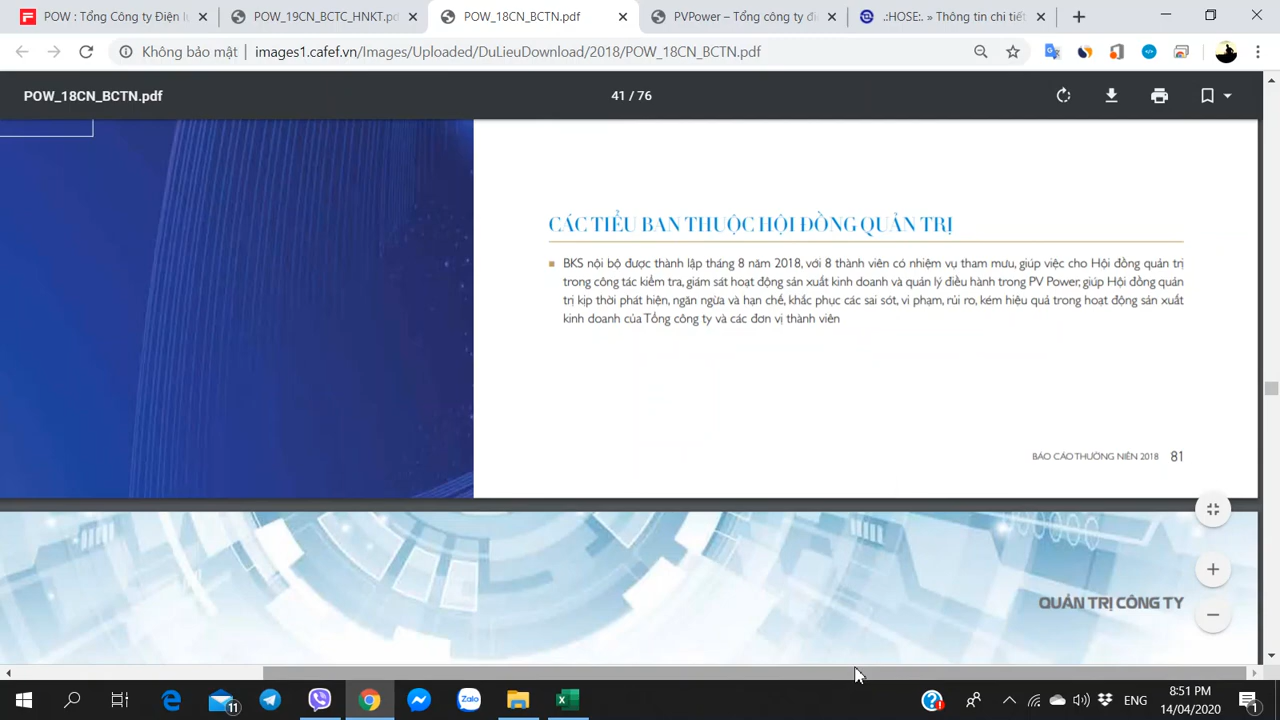 POW : Tổng Công ty Điện l
POW_19CN_BCTC_HNKT.p
POW_18CN_BCTN.pdf
PVPower – Tổng công ty đi
.:HOSE:. » Thông tin chi tiết
Không bảo mật
images1.cafef.vn/Images/Uploaded/DuLieuDownload/2018/POW_18CN_BCTN.pdf
POW_18CN_BCTN.pdf
41 / 76
CÁC TIỂU BAN THUỘC HỘI ĐỒNG QUẢN TRỊ
BKS nội bộ được thành lập tháng 8 năm 2018, với 8 thành viên có nhiệm vụ tham mưu, giúp việc cho Hội đồng quản trị
trong công tác kiểm tra, giám sát hoạt động sản xuất kinh doanh và quản lý điều hành trong PV Power, giúp Hội đồng quản
trị kịp thời phát hiện, ngăn ngừa và hạn chế, khắc phục các sai sót, vi phạm, rủi ro, kém hiệu quả trong hoạt động sản xuất
kinh doanh của Tổng công ty và các đơn vị thành viên
BÁO CÁO THƯỜNG NIÊN 2018 81
QUẢN TRỊ CÔNG TY
11
Zalo
ENG
8:51 PM
14/04/2020
1